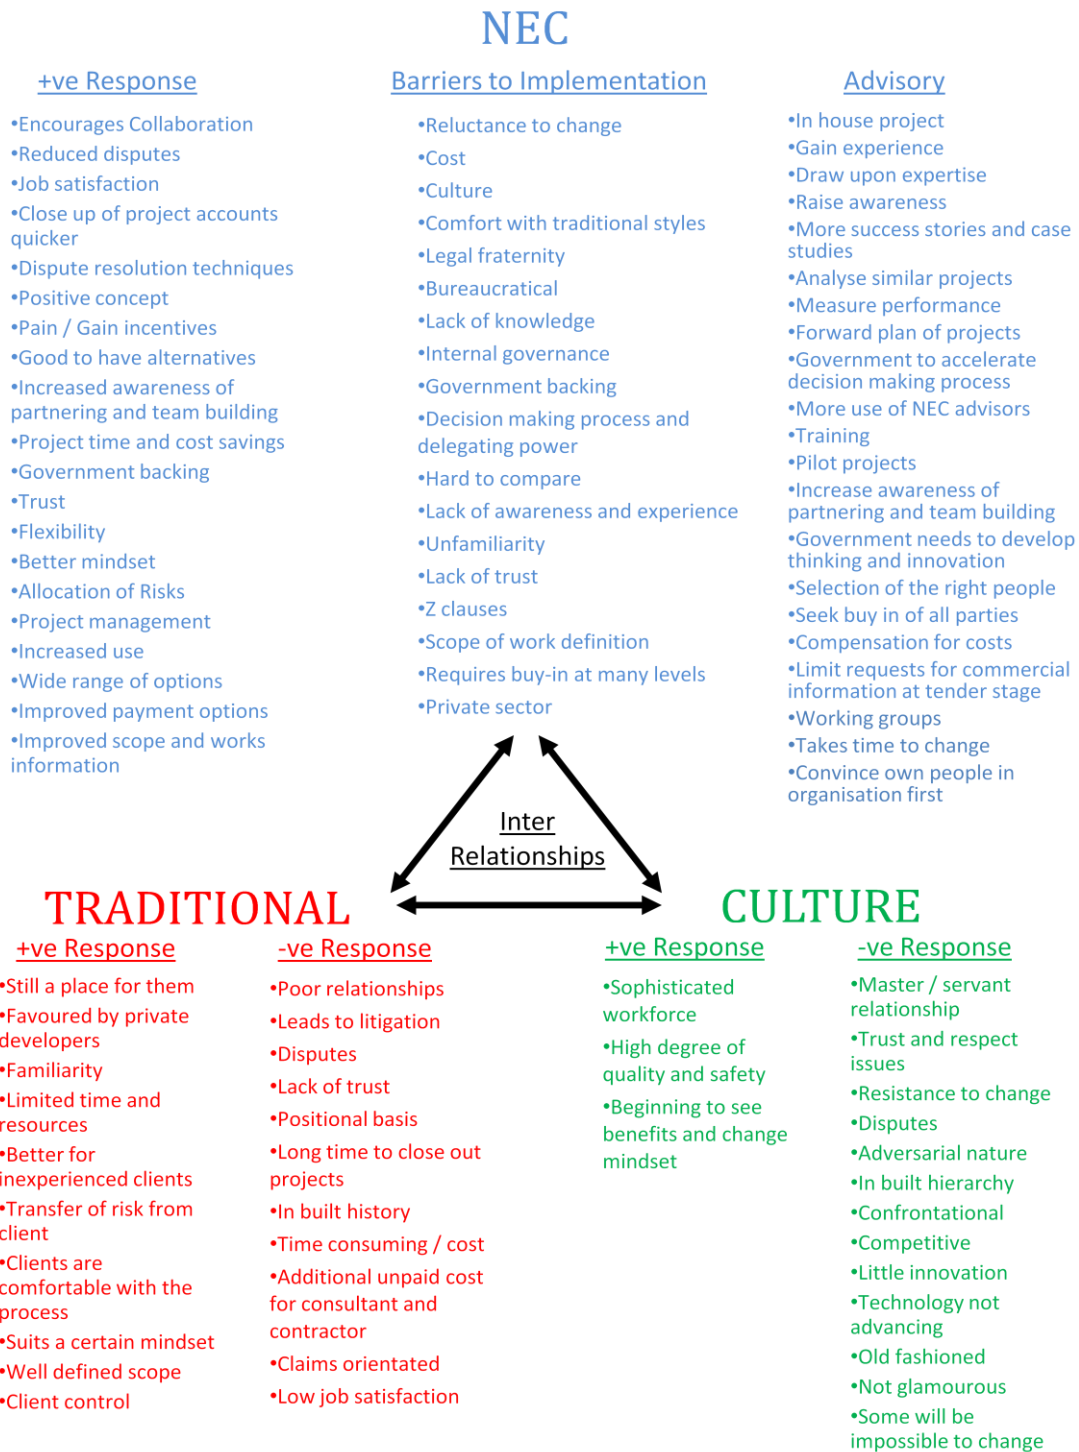 NEC
+ve Response
•Encourages Collaboration
•Reduced disputes
•Job satisfaction
•Close up of project accounts
quicker
•Dispute resolution techniques
•Positive concept
•Pain / Gain incentives
•Good to have alternatives
•Increased awareness of
partnering and team building
•Project time and cost savings
•Government backing
•Trust
•Flexibility
•Better mindset
•Allocation of Risks
•Project management
•Increased use
•Wide range of options
•Improved payment options
•Improved scope and works
information
Barriers to Implementation
•Reluctance to change
•Cost
•Culture
•Comfort with traditional styles
•Legal fraternity
•Bureaucratical
•Lack of knowledge
•Internal governance
•Government backing
•Decision making process and
delegating power
•Hard to compare
•Lack of awareness and experience
•Unfamiliarity
•Lack of trust
•Z clauses
•Scope of work definition
•Requires buy-in at many levels
•Private sector
Advisory
•In house project
•Gain experience
•Draw upon expertise
•Raise awareness
•More success stories and case
studies
•Analyse similar projects
•Measure performance
•Forward plan of projects
•Government to accelerate
decision making process
•More use of NEC advisors
•Training
•Pilot projects
•Increase awareness of
partnering and team building
•Government needs to develop
thinking and innovation
•Selection of the right people
•Seek buy in of all parties
•Compensation for costs
•Limit requests for commercial
information at tender stage
•Working groups
•Takes time to change
•Convince own people in
organisation first
Inter
Relationships
TRADITIONAL
+ve Response
•Still a place for them
•Favoured by private
developers
•Familiarity
•Limited time and
resources
•Better for
inexperienced clients
•Transfer of risk from
client
•Clients are
comfortable with the
process
•Suits a certain mindset
•Well defined scope
•Client control
-ve Response
•Poor relationships
•Leads to litigation
•Disputes
•Lack of trust
•Positional basis
•Long time to close out
projects
•In built history
•Time consuming / cost
•Additional unpaid cost
for consultant and
contractor
•Claims orientated
•Low job satisfaction
CULTURE
+ve Response
•Sophisticated
workforce
•High degree of
quality and safety
•Beginning to see
benefits and change
mindset
-ve Response
•Master / servant
relationship
•Trust and respect
issues
•Resistance to change
•Disputes
•Adversarial nature
•In built hierarchy
•Confrontational
•Competitive
•Little innovation
•Technology not
advancing
•Old fashioned
•Not glamourous
•Some will be
impossible to change